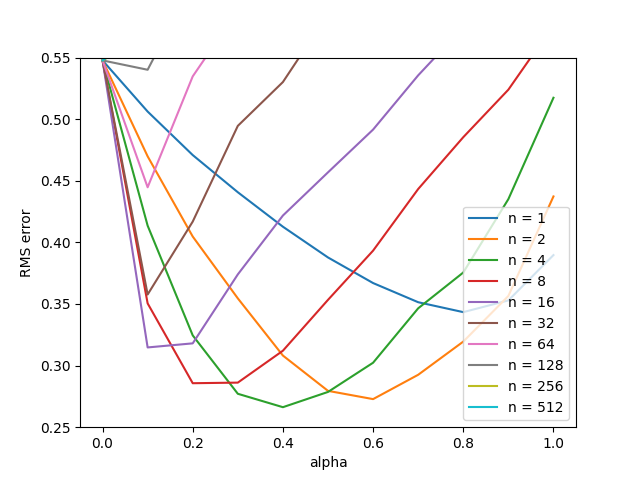 0.55
0.50
0.45
0.40
0.35
0.30
0.25
RMS error
n = 1
n = 2
n = 4
n = 8
n = 16
n = 32
n = 64
n = 128
n = 256
n = 512
0.0 0.2 0.4 0.6 0.8 1.0
alpha